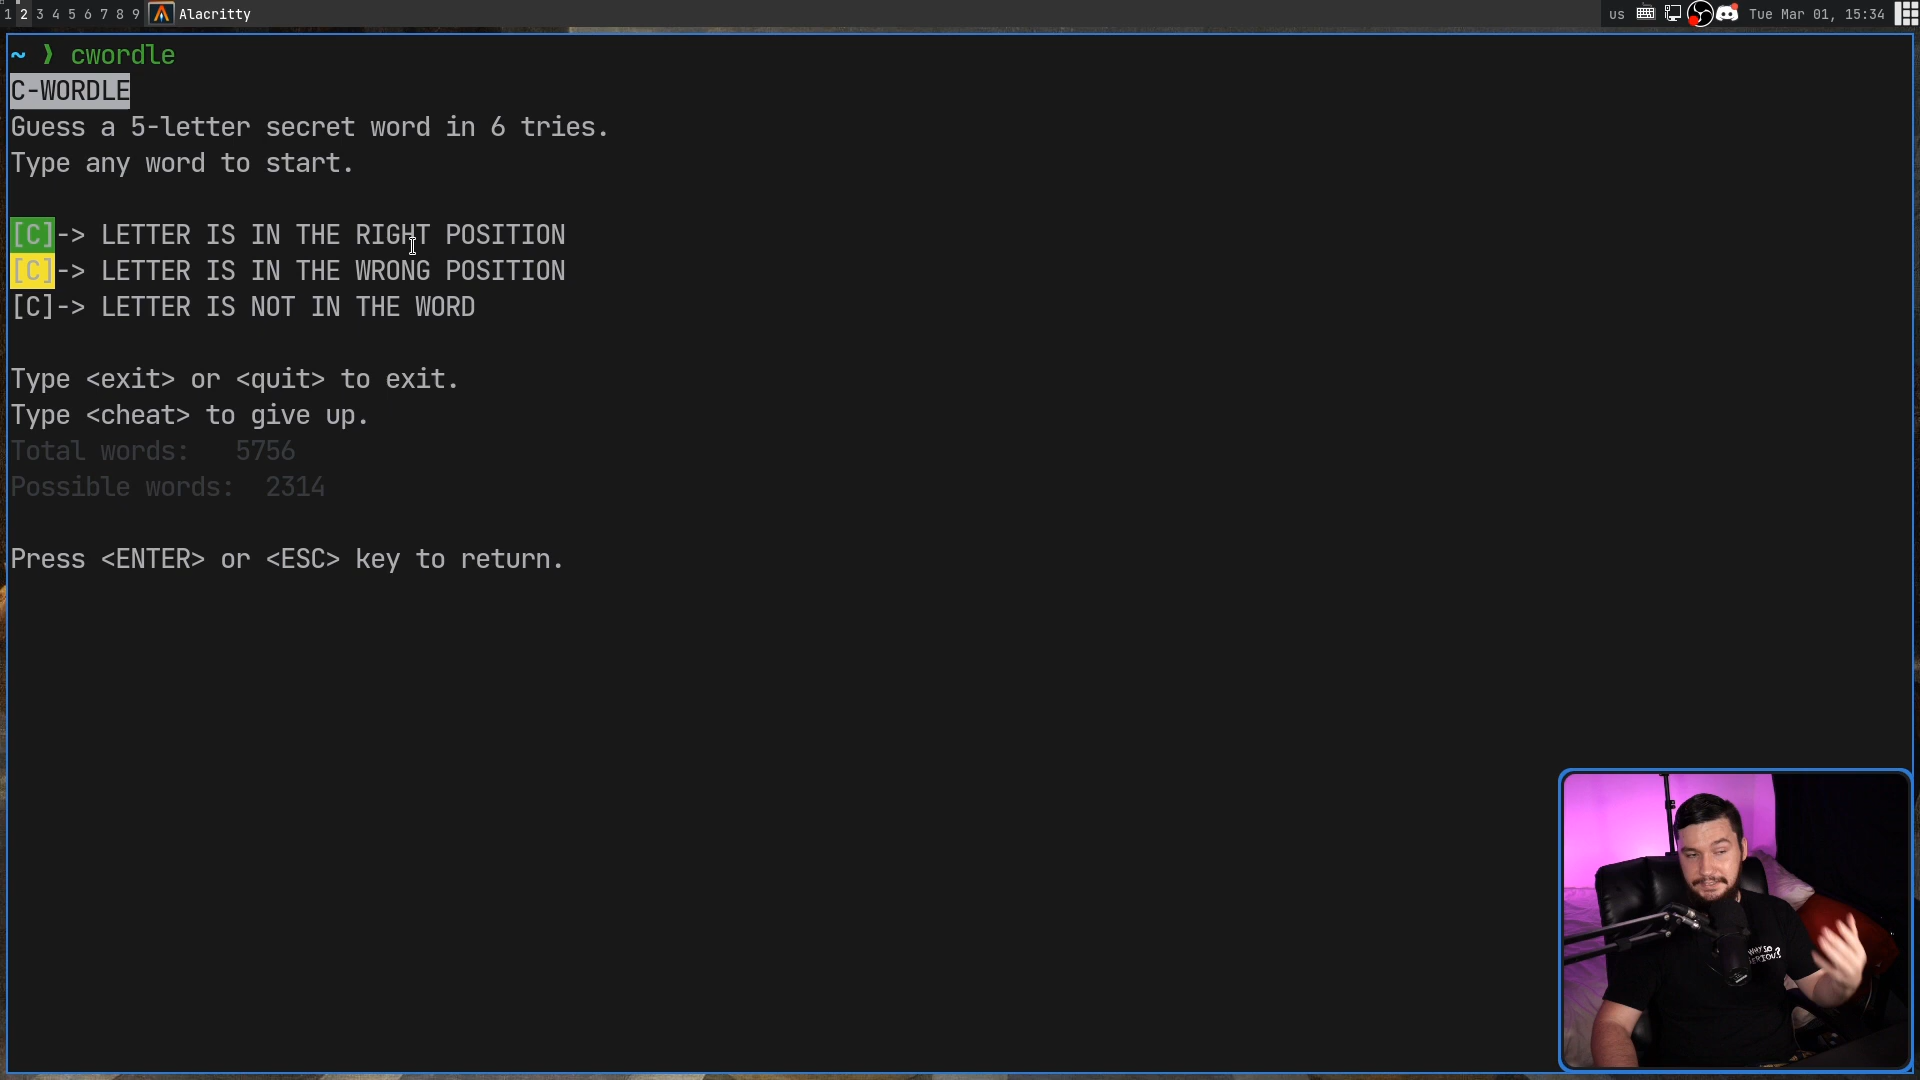 1 2 3 4 5 6 7 8 9 Alacritty us Tue Mar 01, 15:34
~ ❯ cwordle
C-WORDLE
Guess a 5-letter secret word in 6 tries.
Type any word to start.
[C]-> LETTER IS IN THE RIGHT POSITION
[C]-> LETTER IS IN THE WRONG POSITION
[C]-> LETTER IS NOT IN THE WORD
Type <exit> or <quit> to exit.
Type <cheat> to give up.
Total words: 5756
Possible words: 2314
Press <ENTER> or <ESC> key to return.
WHY SO
SERIOUS?